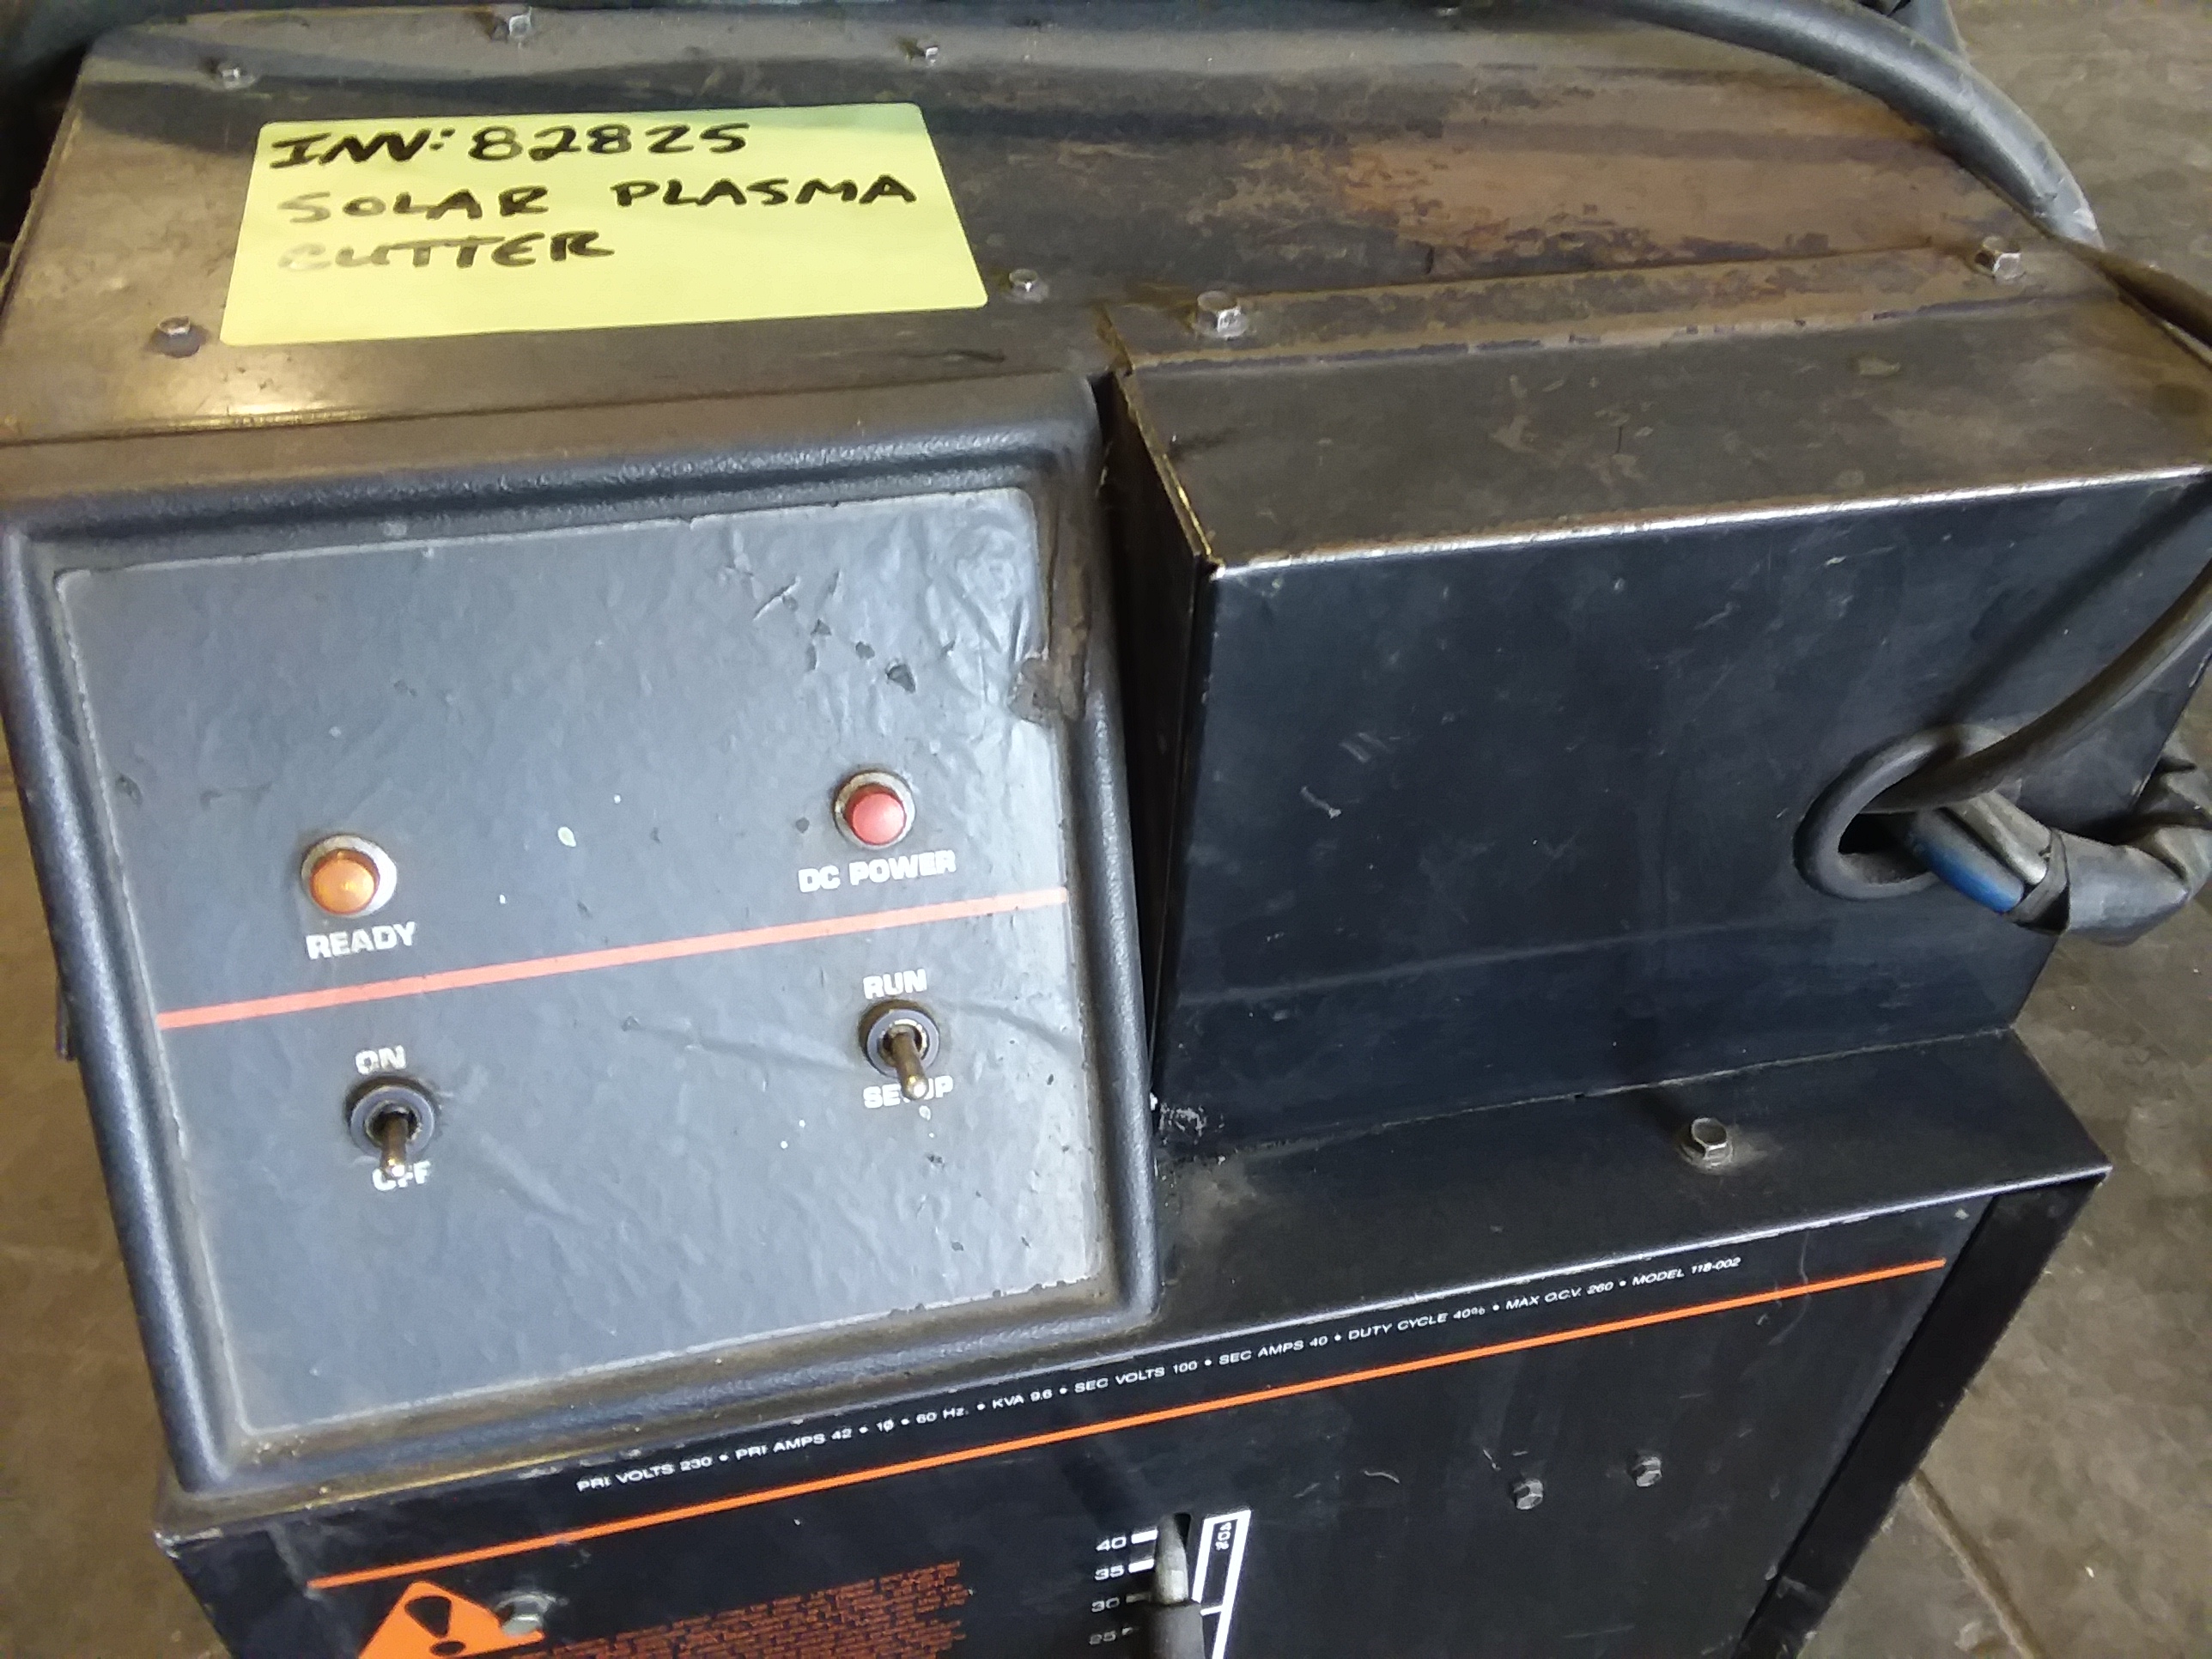 INV: 82825
SOLAR PLASMA
CUTTER
DC POWER
READY
RUN
SETUP
ON
OFF
PRI. VOLTS 230 • PRI AMPS 42 • 1Ø • 60 Hz. • KVA 9.6 • SEC VOLTS 100 • SEC AMPS 40 • DUTY CYCLE 40% • MAX O.C.V. 260 • MODEL 118-002
40
35
30
25
40%